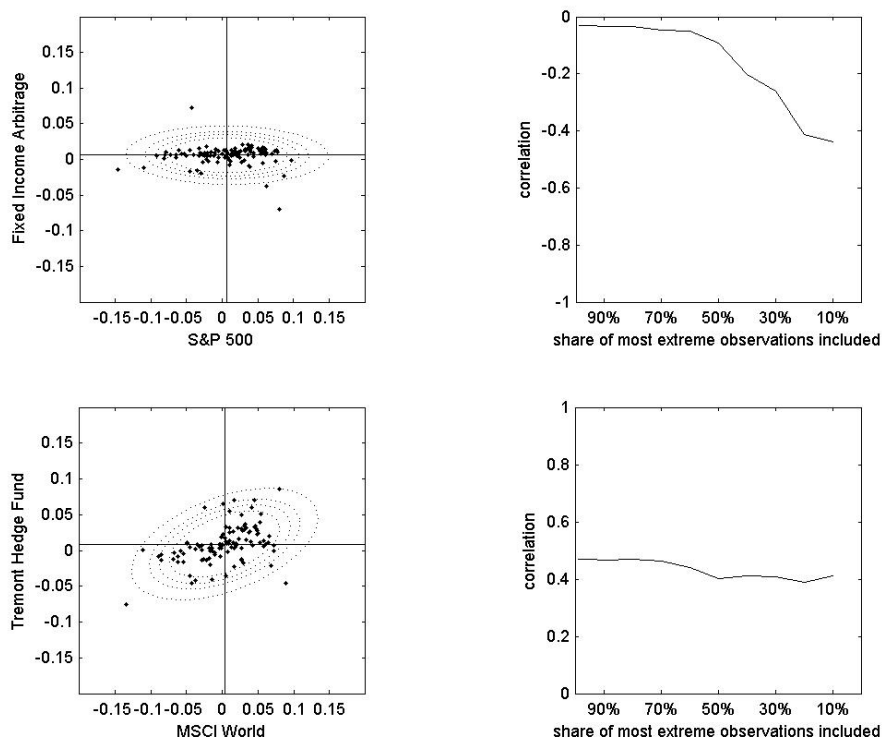 0.15
0.1
0.05
0
-0.05
-0.1
-0.15
Fixed Income Arbitrage
-0.15 -0.1 -0.05 0 0.05 0.1 0.15
S&P 500
0
-0.2
-0.4
-0.6
-0.8
-1
correlation
90% 70% 50% 30% 10%
share of most extreme observations included
0.15
0.1
0.05
0
-0.05
-0.1
-0.15
Tremont Hedge Fund
-0.15 -0.1 -0.05 0 0.05 0.1 0.15
MSCI World
1
0.8
0.6
0.4
0.2
0
correlation
90% 70% 50% 30% 10%
share of most extreme observations included